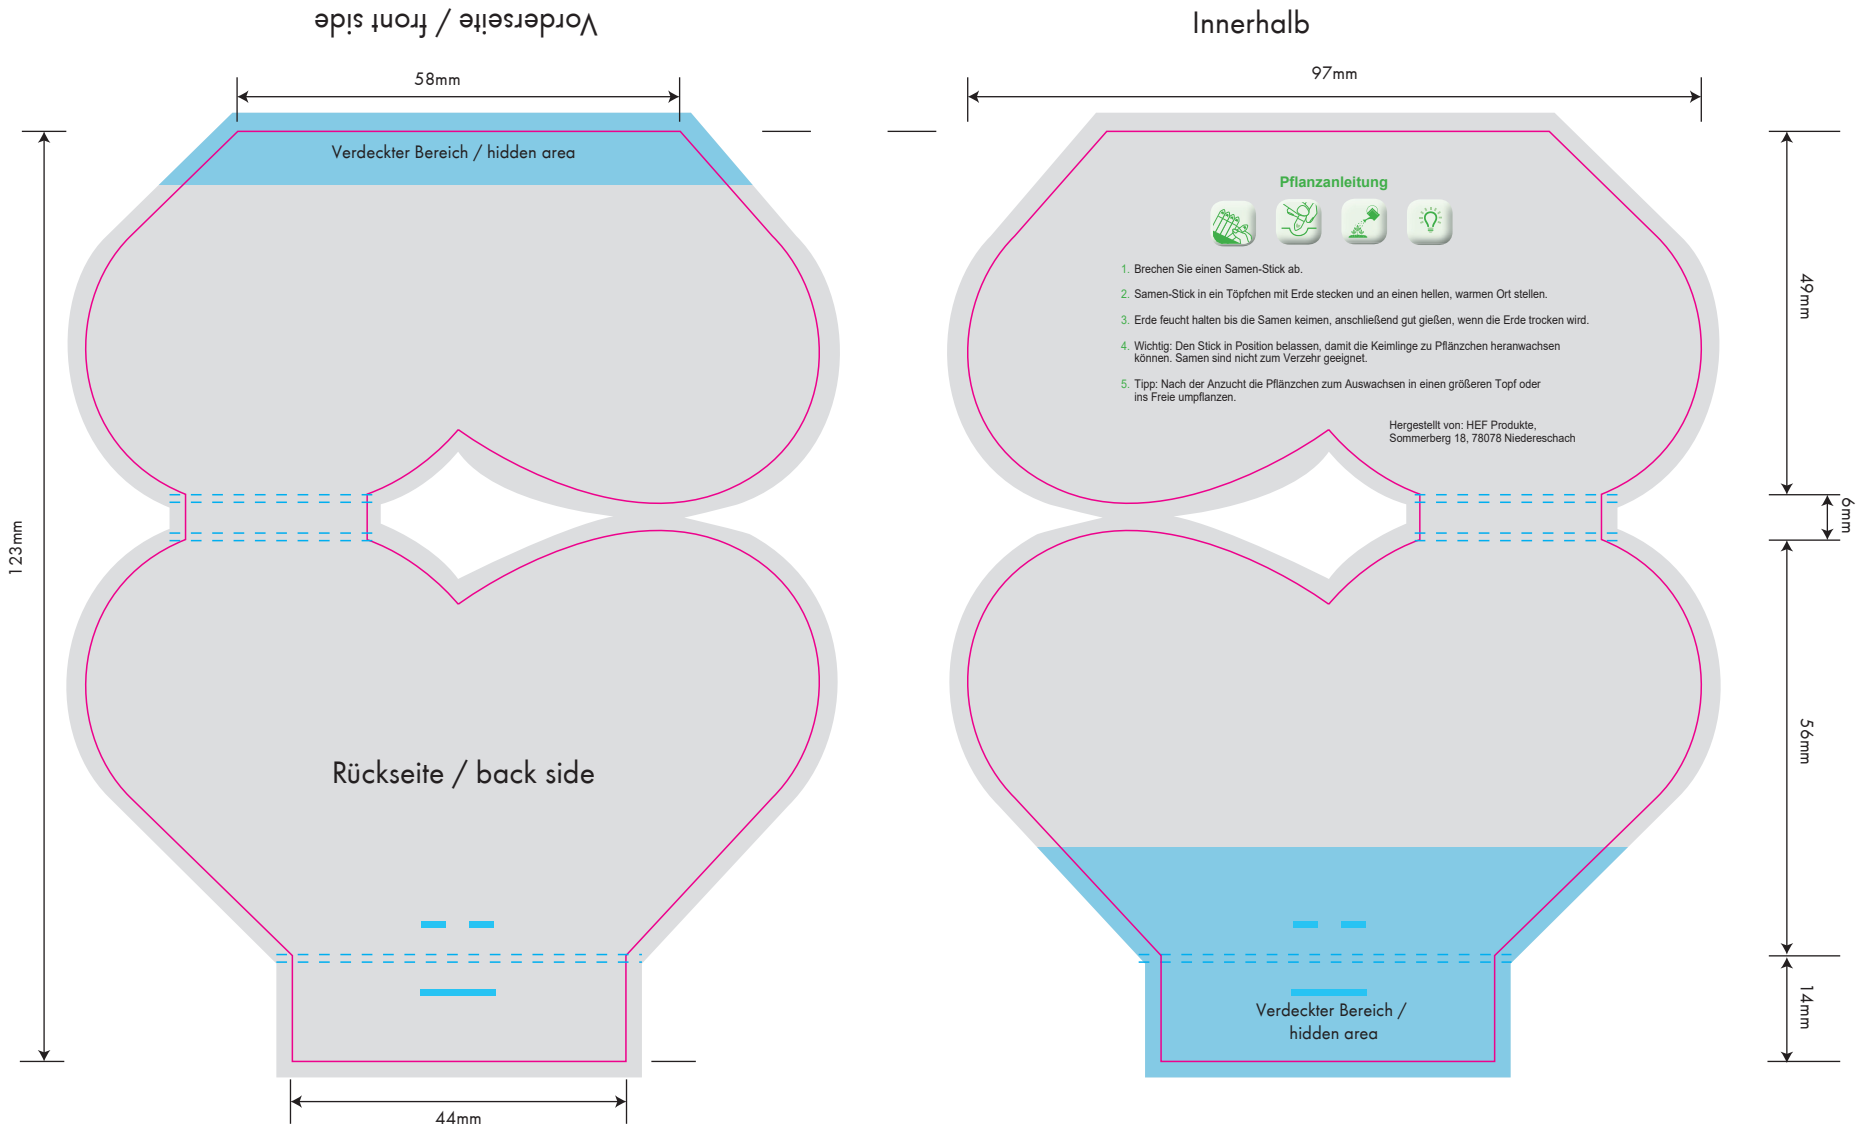 Vorderseite / front side
Innerhalb
58mm
97mm
Verdeckter Bereich / hidden area
Pflanzanleitung
1. Brechen Sie einen Samen-Stick ab.
2. Samen-Stick in ein Töpfchen mit Erde stecken und an einen hellen, warmen Ort stellen.
3. Erde feucht halten bis die Samen keimen, anschließend gut gießen, wenn die Erde trocken wird.
4. Wichtig: Den Stick in Position belassen, damit die Keimlinge zu Pflänzchen heranwachsen
können. Samen sind nicht zum Verzehr geeignet.
5. Tipp: Nach der Anzucht die Pflänzchen zum Auswachsen in einen größeren Topf oder
ins Freie umpflanzen.
Hergestellt von: HEF Produkte,
Sommerberg 18, 78078 Niedereschach
49mm
6mm
123mm
56mm
Rückseite / back side
14mm
Verdeckter Bereich /
hidden area
44mm